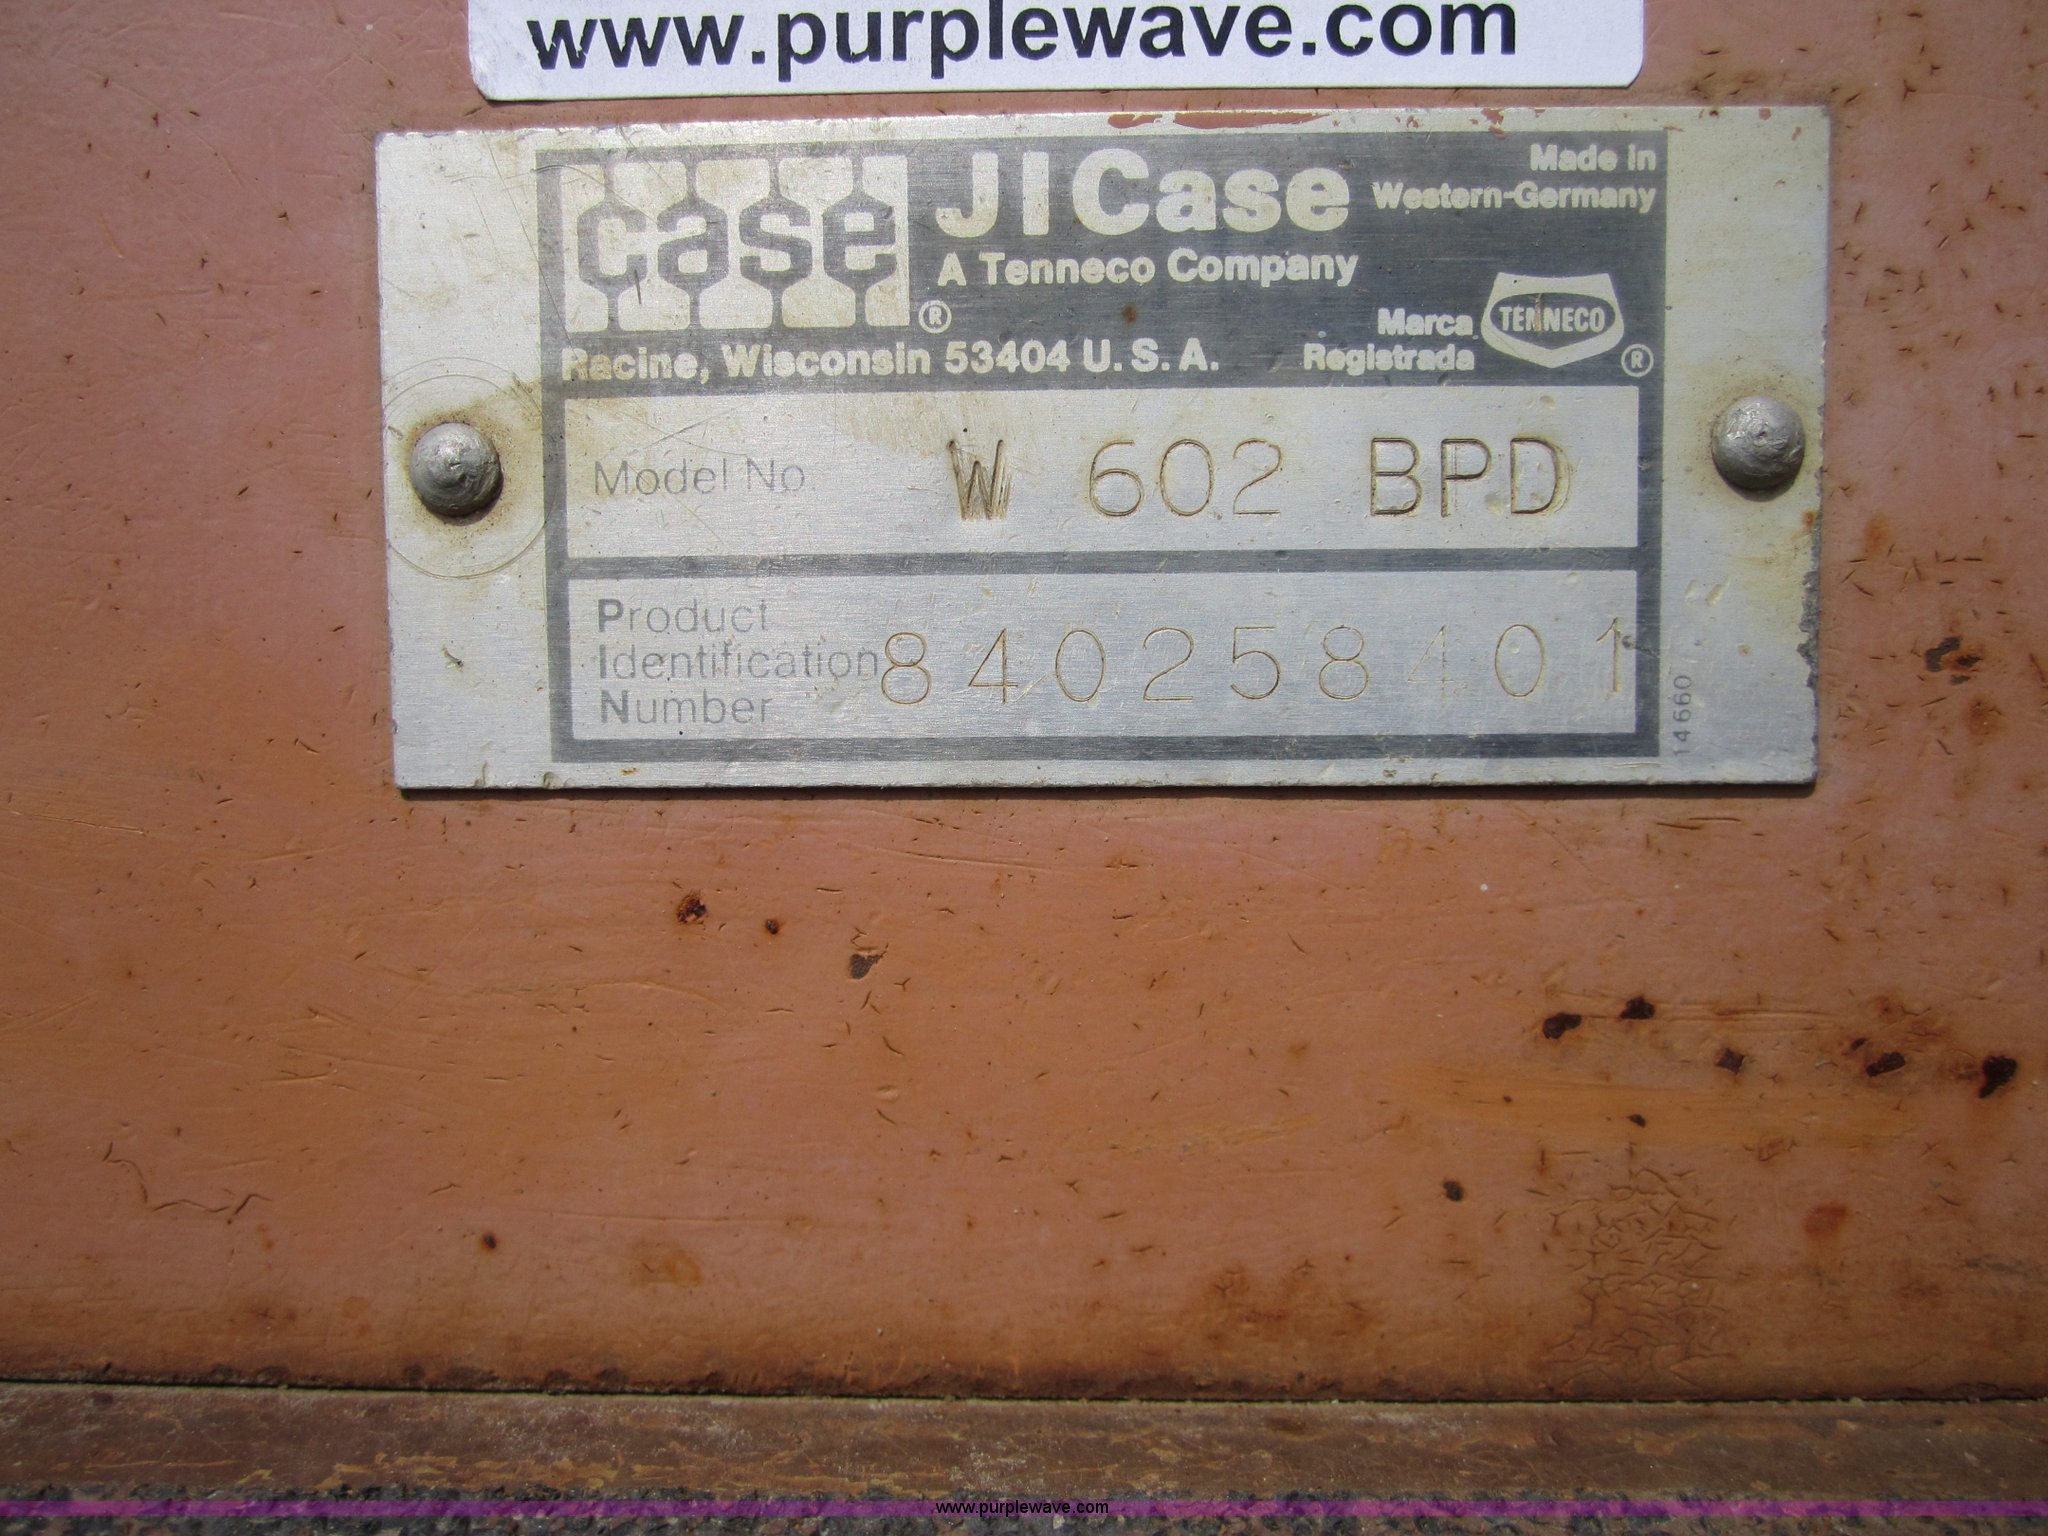 www.purplewave.com
case ® J I Case
Made in
Western-Germany
A Tenneco Company
Racine, Wisconsin 53404 U. S. A.
Marca
Registrada
TENNECO ®
Model No. W 602 BPD
Product
Identification
Number
840258401
14660
www.purplewave.com